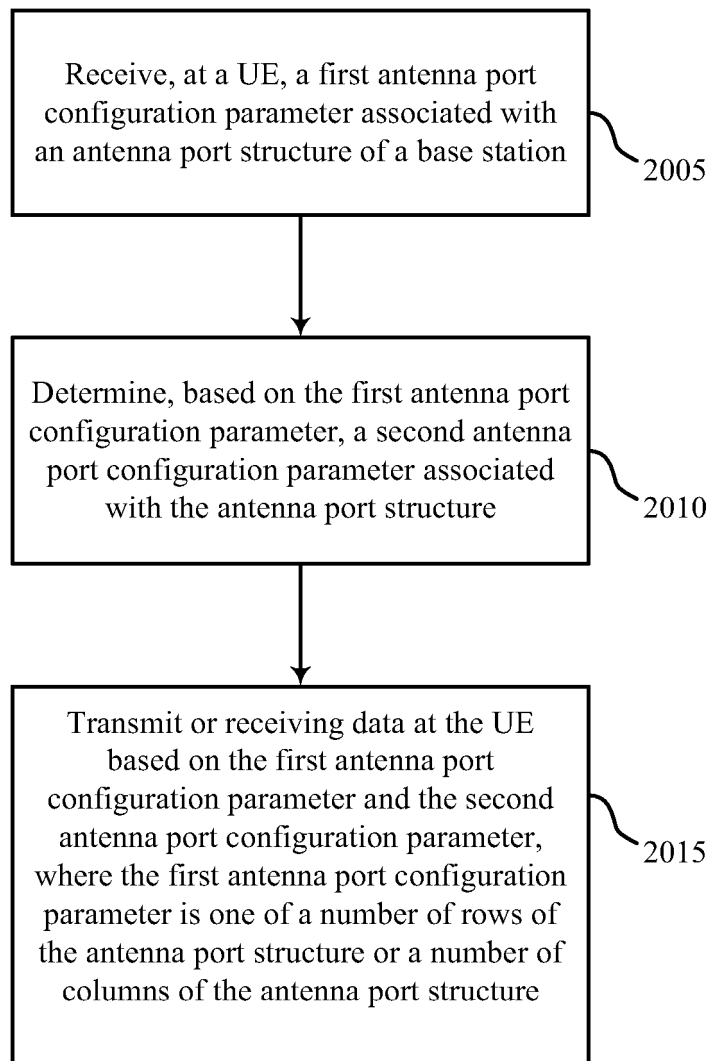 Receive, at a UE, a first antenna port
configuration parameter associated with
an antenna port structure of a base station
2005
Determine, based on the first antenna port
configuration parameter, a second antenna
port configuration parameter associated
with the antenna port structure
2010
Transmit or receiving data at the UE
based on the first antenna port
configuration parameter and the second
antenna port configuration parameter,
where the first antenna port configuration
parameter is one of a number of rows of
the antenna port structure or a number of
columns of the antenna port structure
2015